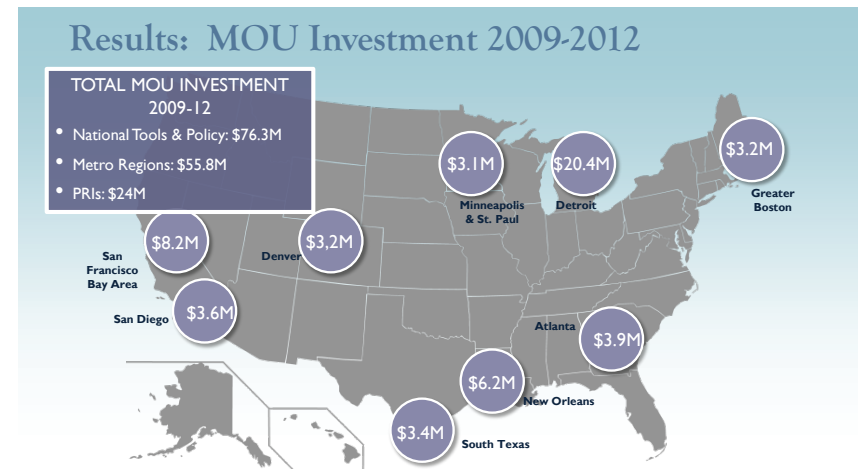 Results: MOU Investment 2009-2012
TOTAL MOU INVESTMENT
2009-12
• National Tools & Policy: $76.3M
• Metro Regions: $55.8M
• PRIs: $24M
$3.1M
Minneapolis
& St. Paul
$20.4M
Detroit
$3.2M
Greater
Boston
$8.2M
San
Francisco
Bay Area
Denver
$3,2M
San Diego
$3.6M
Atlanta
$3.9M
$6.2M
New Orleans
$3.4M
South Texas